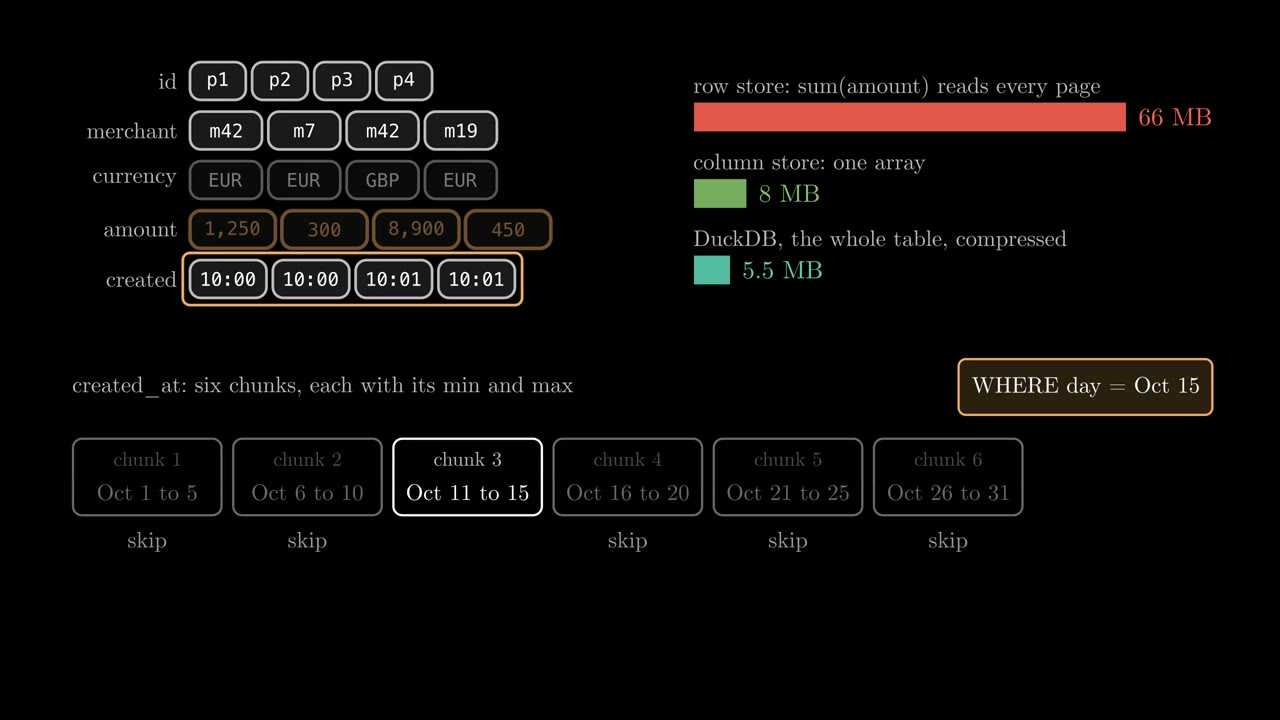 id p1 p2 p3 p4
merchant m42 m7 m42 m19
currency EUR EUR GBP EUR
amount 1,250 300 8,900 450
created 10:00 10:00 10:01 10:01
row store: sum(amount) reads every page
66 MB
column store: one array
8 MB
DuckDB, the whole table, compressed
5.5 MB
created_at: six chunks, each with its min and max
WHERE day = Oct 15
chunk 1 chunk 2 chunk 3 chunk 4 chunk 5 chunk 6
Oct 1 to 5 Oct 6 to 10 Oct 11 to 15 Oct 16 to 20 Oct 21 to 25 Oct 26 to 31
skip skip skip skip skip